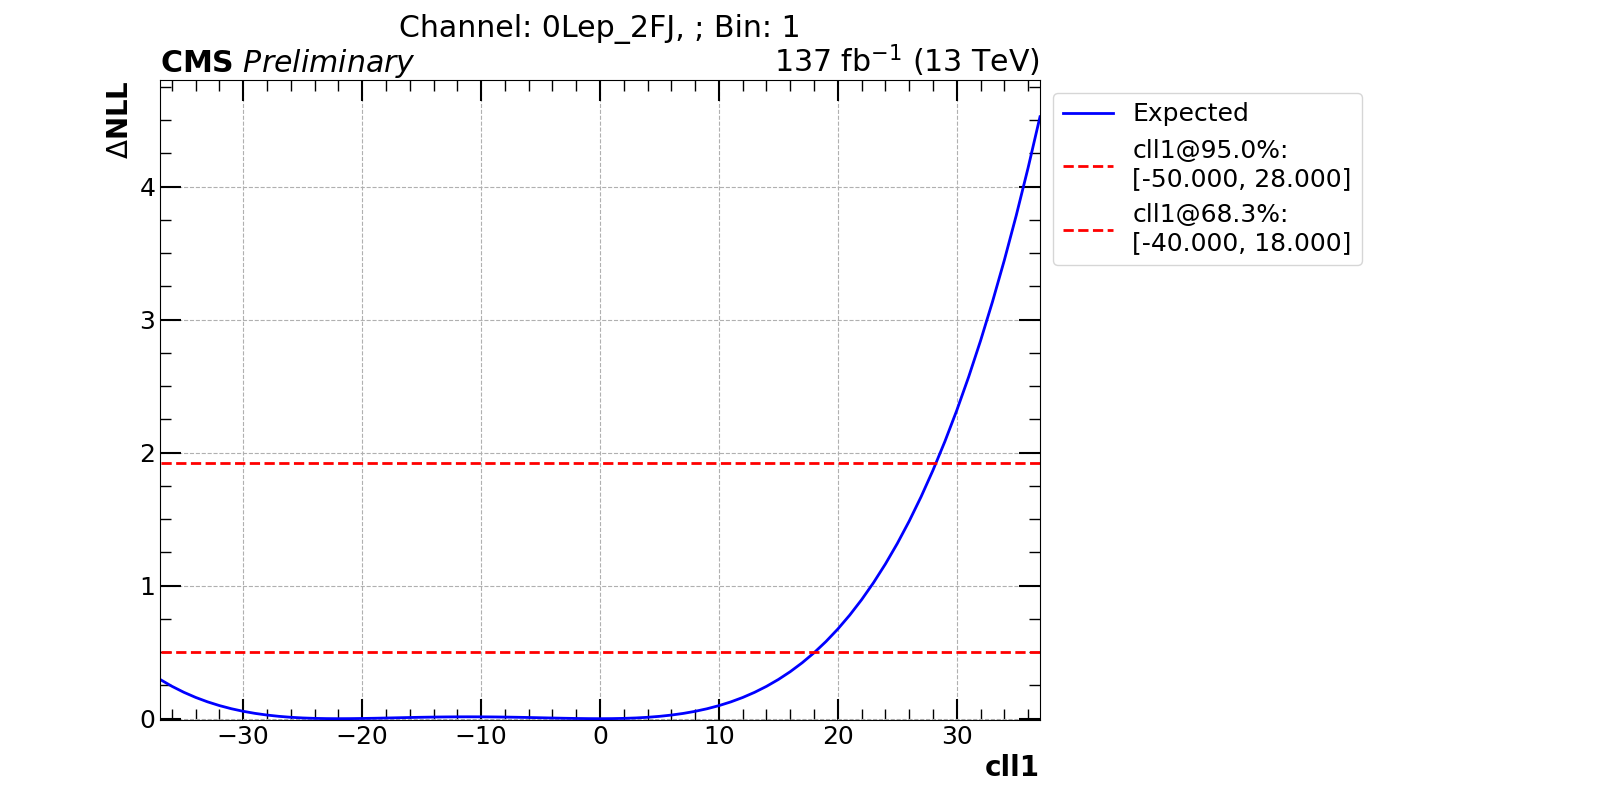 Channel: 0Lep_2FJ, ; Bin: 1
CMS Preliminary
137 fb⁻¹ (13 TeV)
ΔNLL
4
3
2
1
0
−30
−20
−10
0
10
20
30
cll1
Expected
cll1@95.0%:
[-50.000, 28.000]
cll1@68.3%:
[-40.000, 18.000]